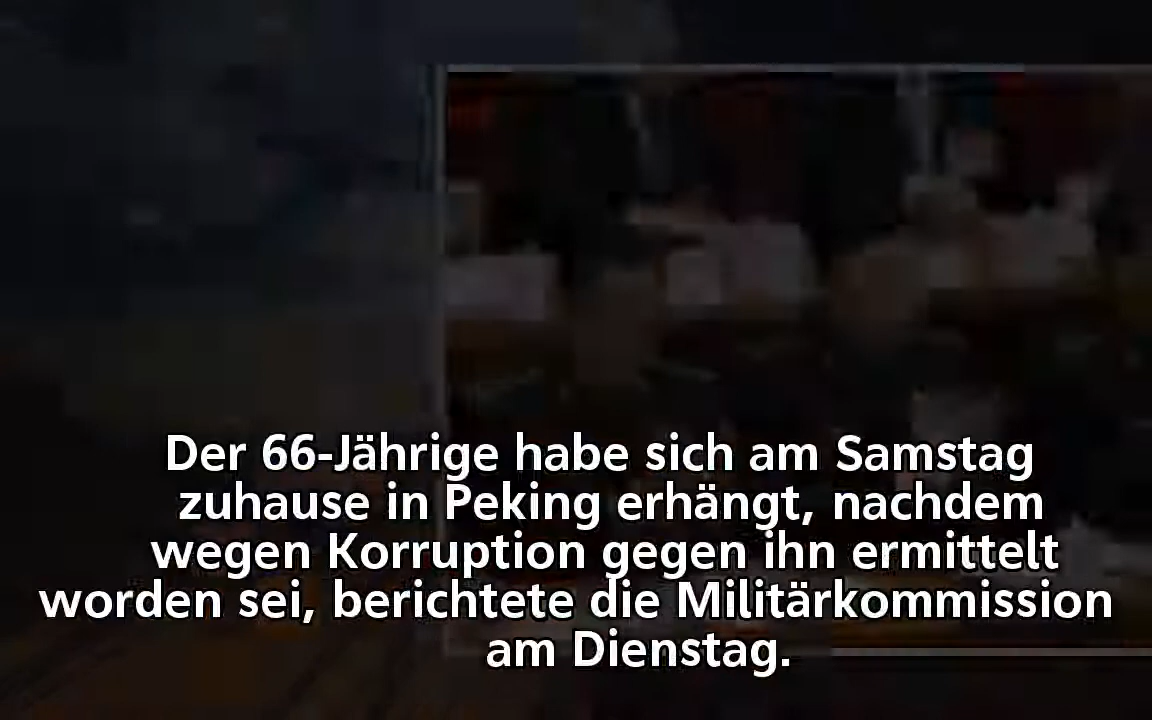 Der 66-Jährige habe sich am Samstag
zuhause in Peking erhängt, nachdem
wegen Korruption gegen ihn ermittelt
worden sei, berichtete die Militärkommission
am Dienstag.